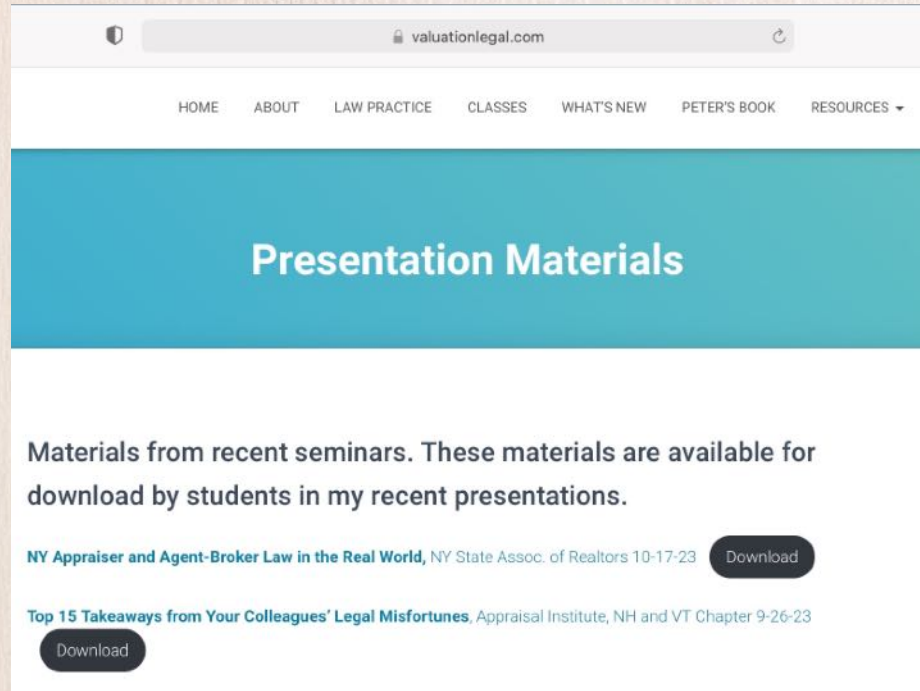 valuationlegal.com
HOME ABOUT LAW PRACTICE CLASSES WHAT'S NEW PETER'S BOOK RESOURCES
Presentation Materials
Materials from recent seminars. These materials are available for
download by students in my recent presentations.
NY Appraiser and Agent-Broker Law in the Real World, NY State Assoc. of Realtors 10-17-23 Download
Top 15 Takeaways from Your Colleagues' Legal Misfortunes, Appraisal Institute, NH and VT Chapter 9-26-23
Download